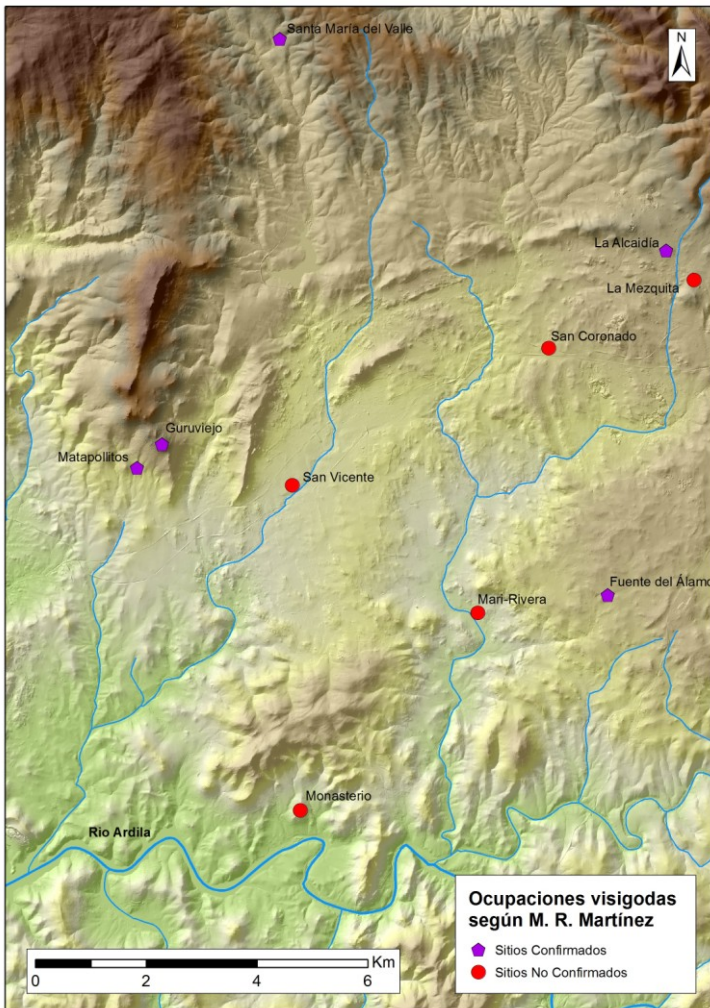 Santa María del Valle
N
La Alcaidía
La Mezquita
San Coronado
Guruviejo
Matapollitos
San Vicente
Fuente del Álamo
Mari-Rivera
Monasterio
Rio Ardila
Ocupaciones visigodas
según M. R. Martínez
Sitios Confirmados
Sitios No Confirmados
Km
0 2 4 6